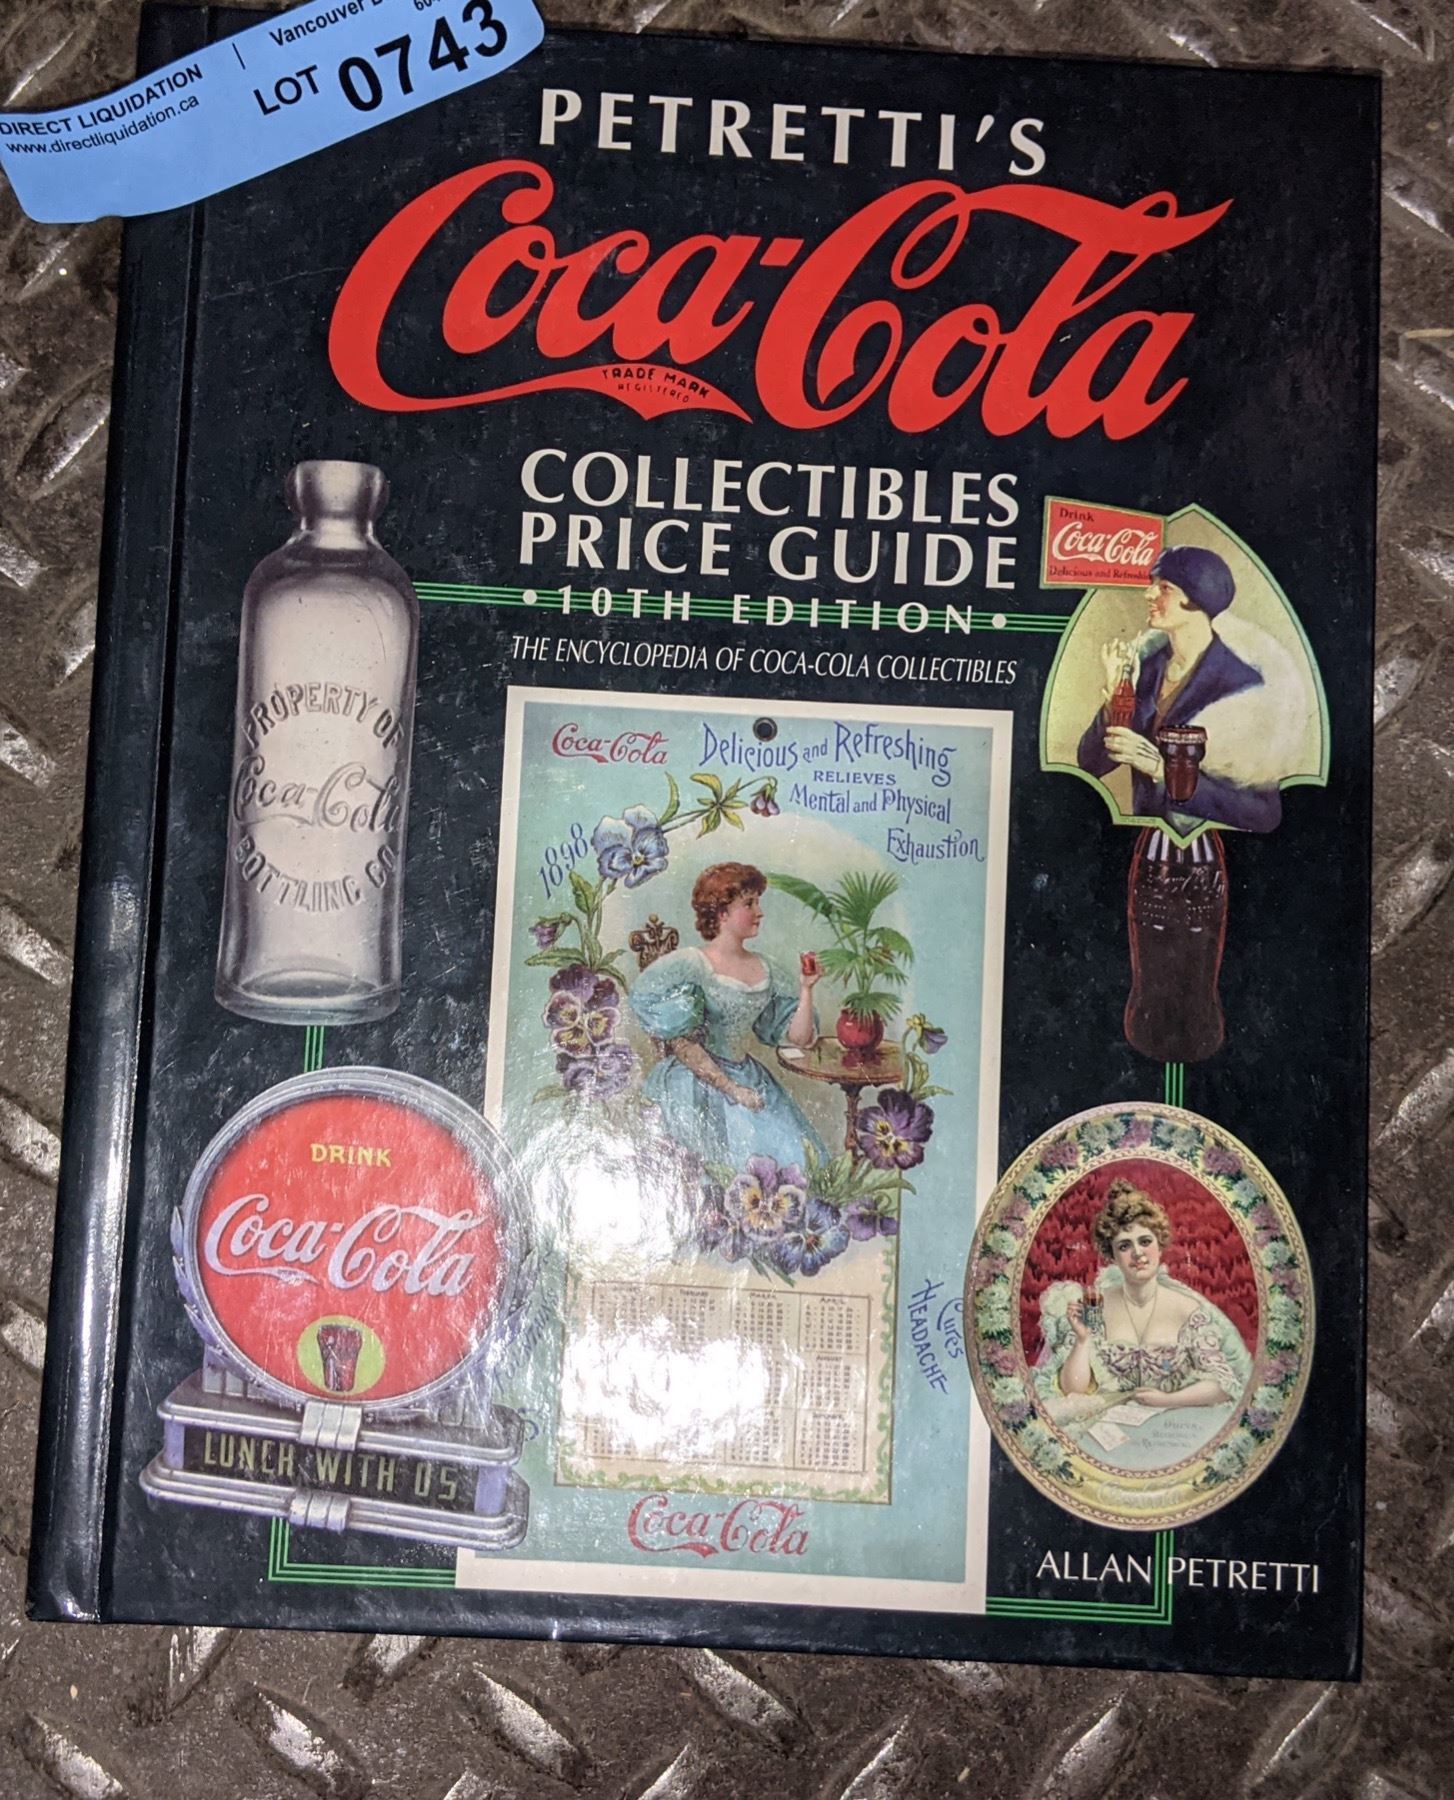 DIRECT LIQUIDATION
www.directliquidation.ca
Vancouver
LOT 0743
PETRETTI'S
Coca-Cola
TRADE MARK
REGISTERED
COLLECTIBLES
PRICE GUIDE
• 10TH EDITION •
THE ENCYCLOPEDIA OF COCA-COLA COLLECTIBLES
PROPERTY OF
Coca-Cola
BOTTLING CO
Drink
Coca-Cola
Delicious and Refreshing
Coca-Cola
Delicious and Refreshing
RELIEVES
Mental and Physical
Exhaustion
1898
Cures
HEADACHE
Coca-Cola
DRINK
Coca-Cola
LUNCH WITH US
ALLAN PETRETTI